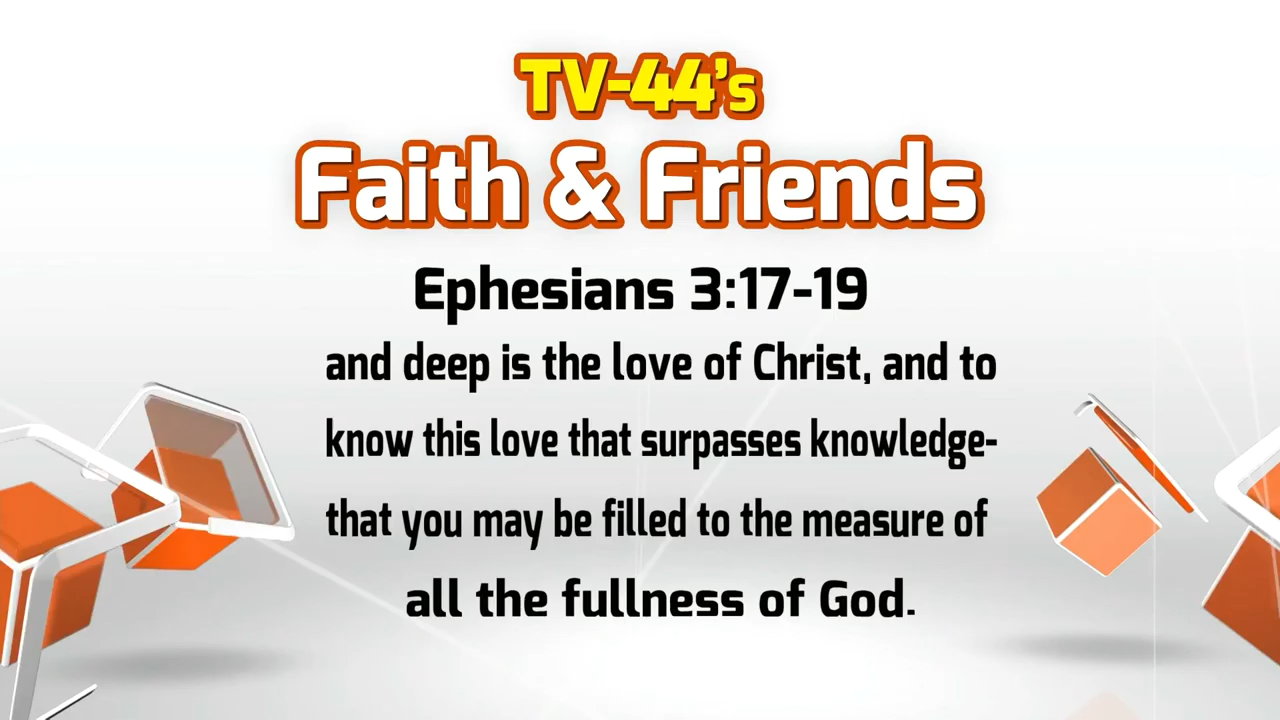 TV-44's
Faith & Friends
Ephesians 3:17-19
and deep is the love of Christ, and to
know this love that surpasses knowledge-
that you may be filled to the measure of
all the fullness of God.